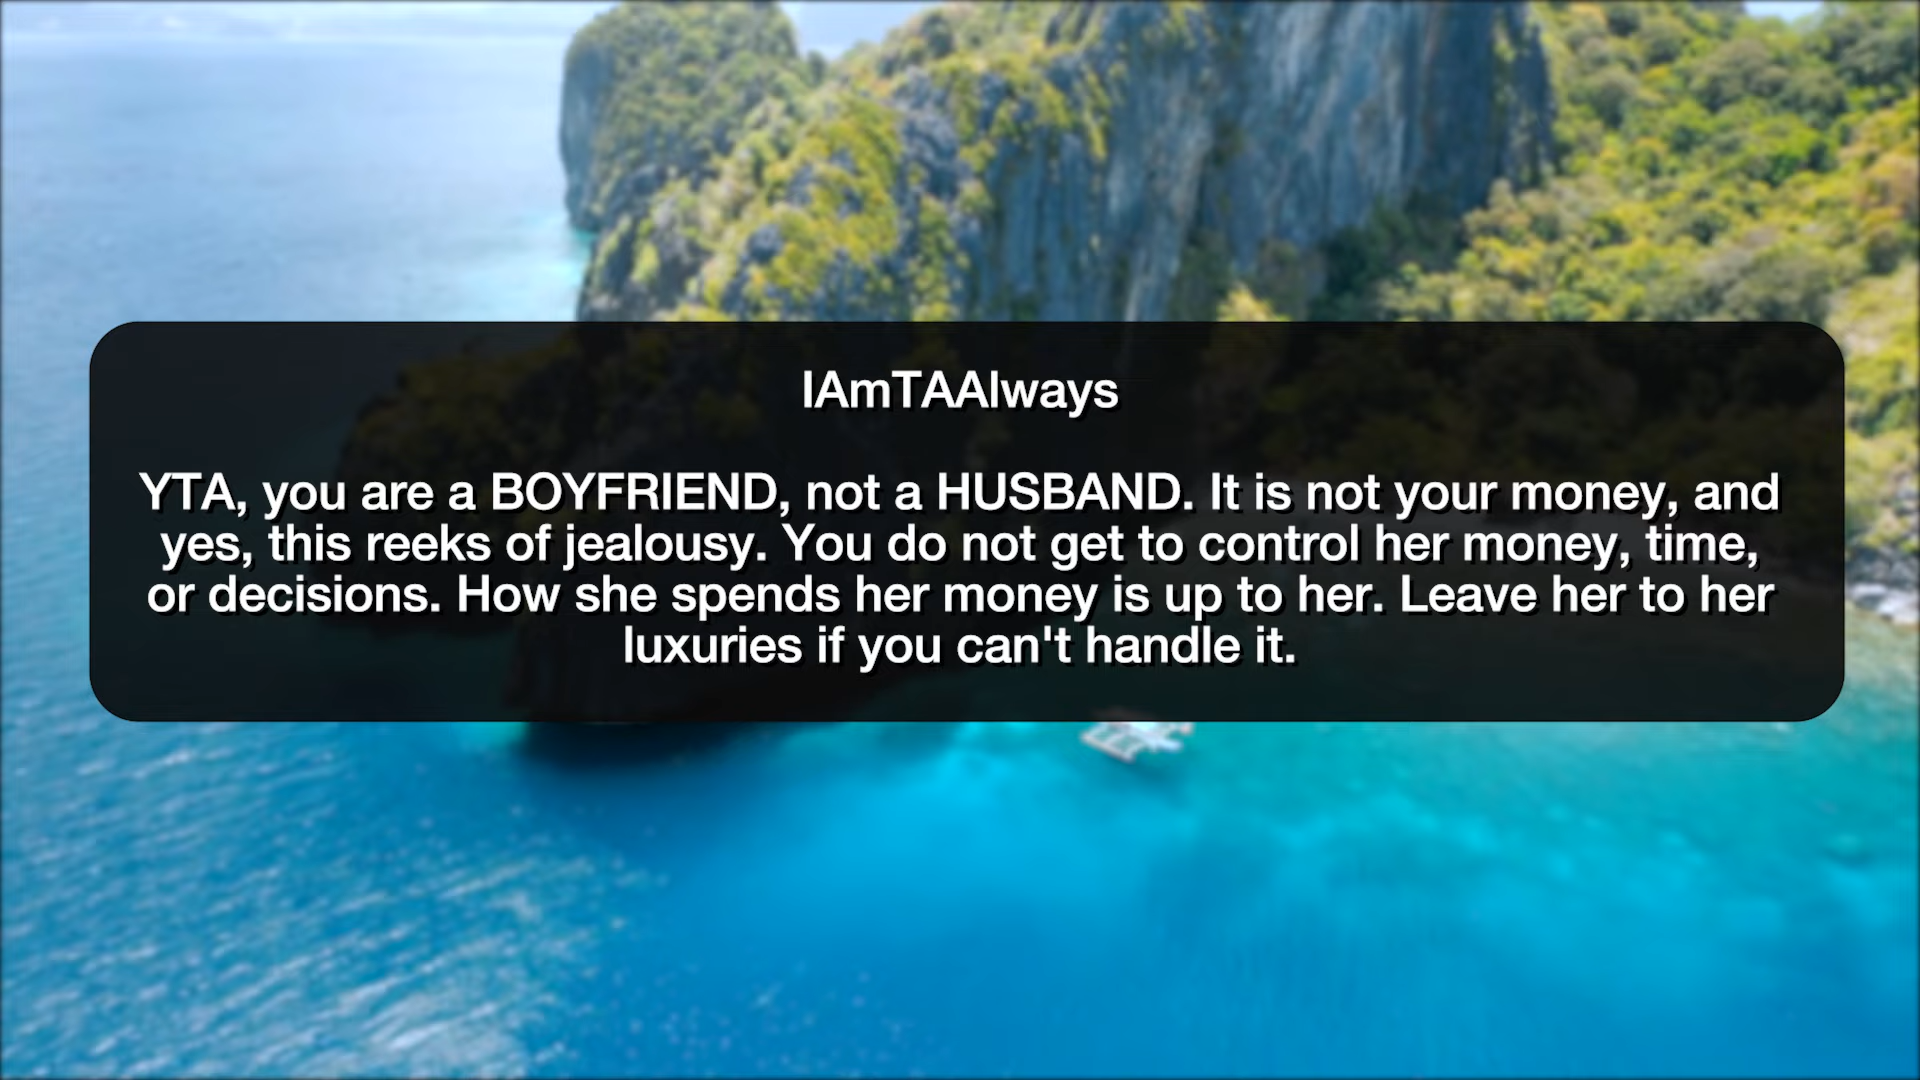 IAmTAAlways
YTA, you are a BOYFRIEND, not a HUSBAND. It is not your money, and
yes, this reeks of jealousy. You do not get to control her money, time,
or decisions. How she spends her money is up to her. Leave her to her
luxuries if you can't handle it.